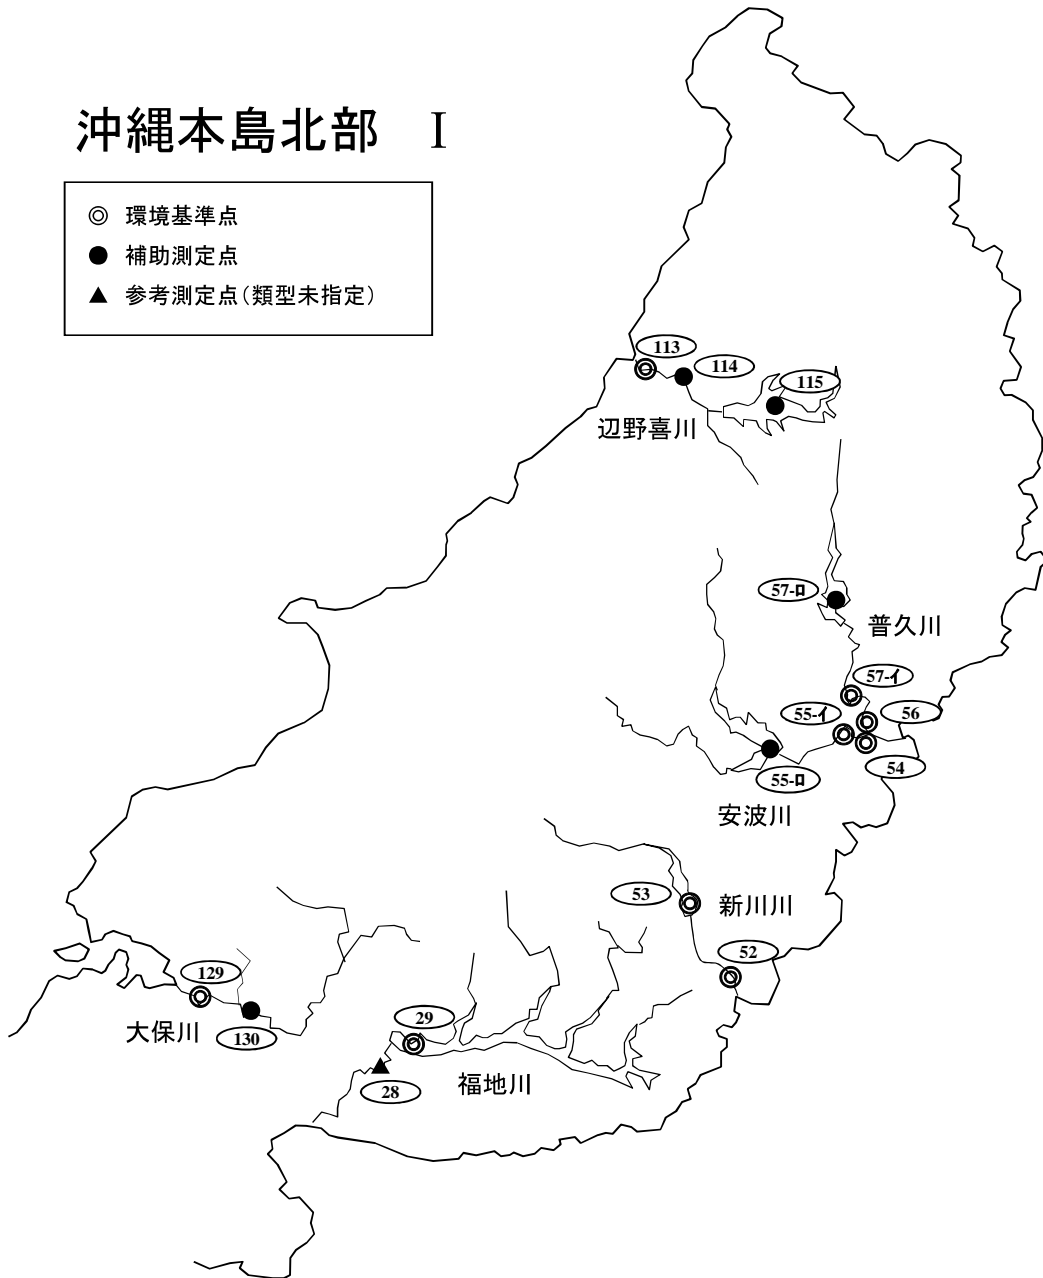 沖縄本島北部 I
環境基準点
補助測定点
参考測定点(類型未指定)
113
114
115
辺野喜川
57-ロ
普久川
57-イ
55-イ
56
54
55-ロ
安波川
53
新川川
52
129
大保川
130
29
福地川
28